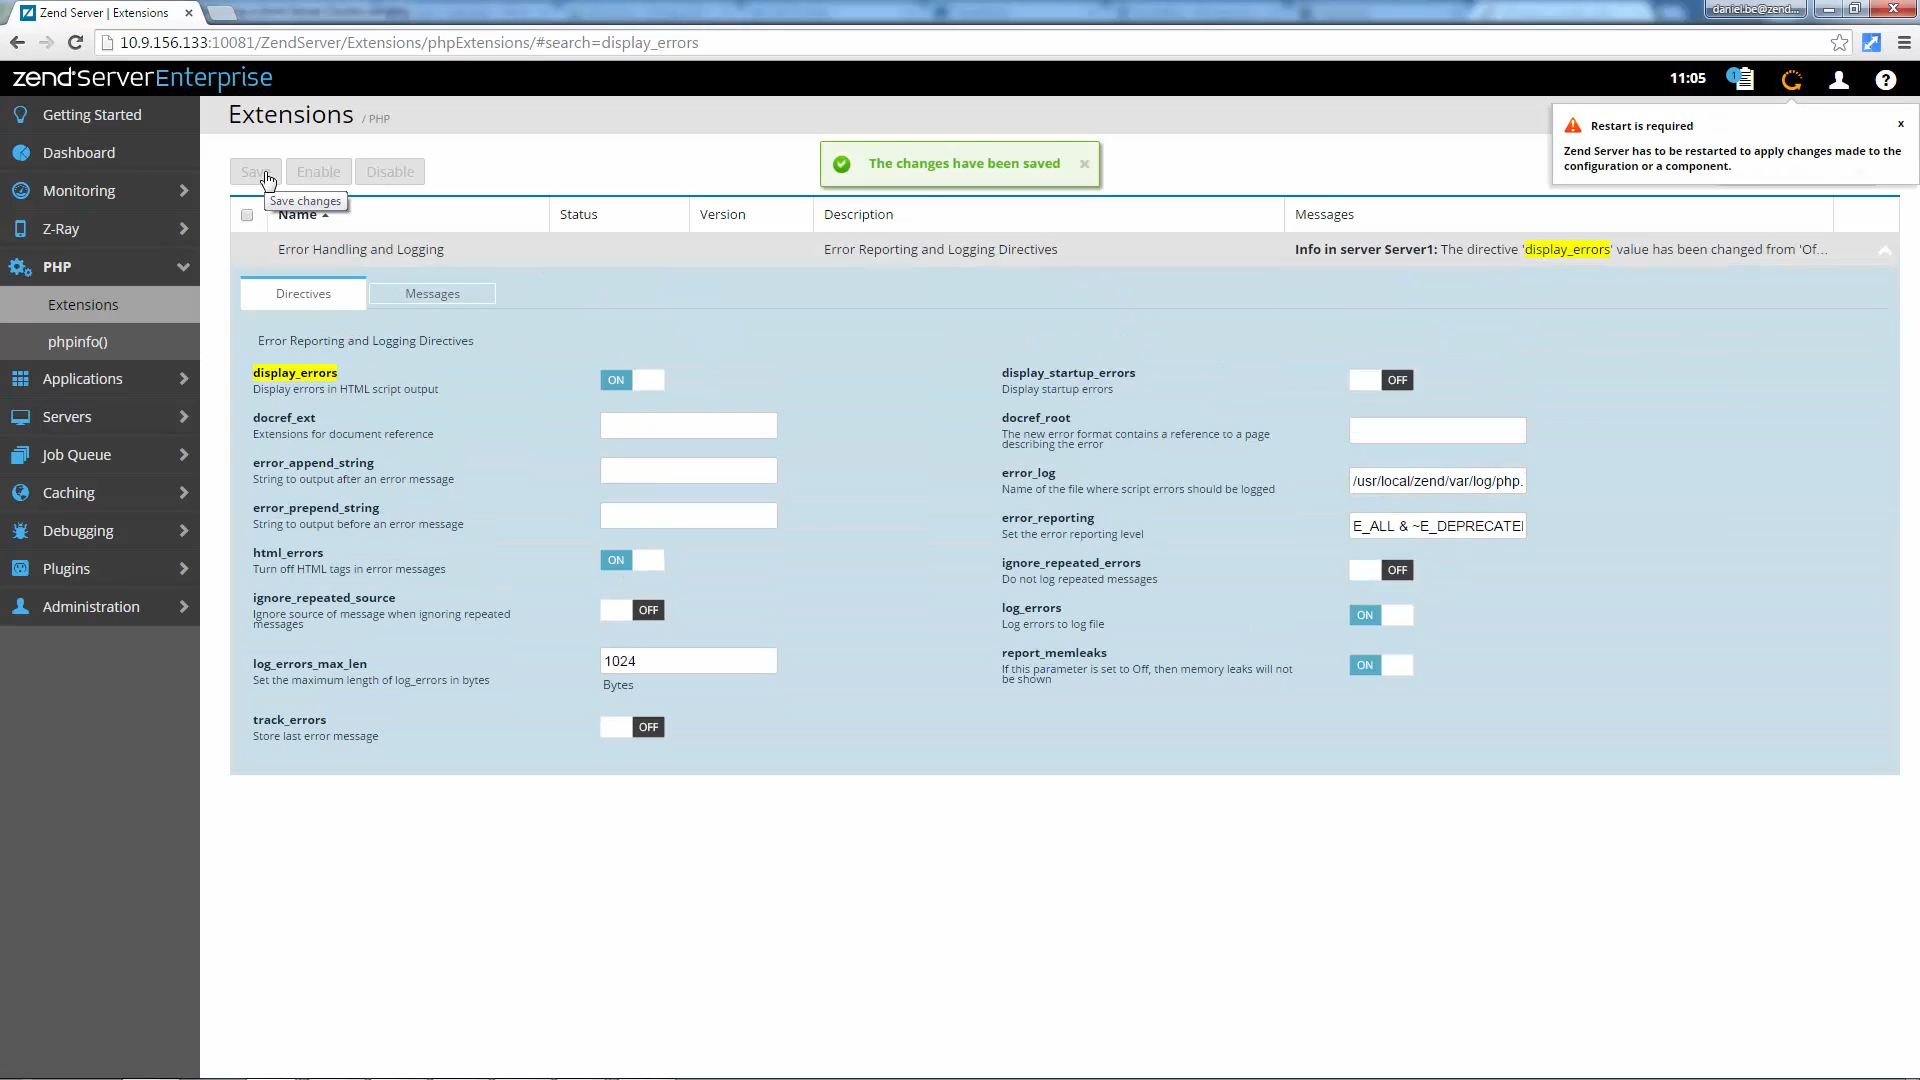 Zend Server | Extensions
daniel.be@zend...
10.9.156.133:10081/ZendServer/Extensions/phpExtensions/#search=display_errors
zend Server Enterprise
11:05
1
Getting Started
Dashboard
Monitoring
Z-Ray
PHP
Extensions
phpinfo()
Applications
Servers
Job Queue
Caching
Debugging
Plugins
Administration
Extensions / PHP
Restart is required
x
Zend Server has to be restarted to apply changes made to the
configuration or a component.
The changes have been saved
Save
Enable
Disable
Save changes
Name
Status
Version
Description
Messages
Error Handling and Logging
Error Reporting and Logging Directives
Info in server Server1: The directive 'display_errors' value has been changed from 'Of...
Directives
Messages
Error Reporting and Logging Directives
display_errors
Display errors in HTML script output
ON
docref_ext
Extensions for document reference
error_append_string
String to output after an error message
error_prepend_string
String to output before an error message
html_errors
Turn off HTML tags in error messages
ON
ignore_repeated_source
Ignore source of message when ignoring repeated
messages
OFF
log_errors_max_len
Set the maximum length of log_errors in bytes
1024
Bytes
track_errors
Store last error message
OFF
display_startup_errors
Display startup errors
OFF
docref_root
The new error format contains a reference to a page
describing the error
error_log
Name of the file where script errors should be logged
/usr/local/zend/var/log/php.
error_reporting
Set the error reporting level
E_ALL & ~E_DEPRECATE
ignore_repeated_errors
Do not log repeated messages
OFF
log_errors
Log errors to log file
ON
report_memleaks
If this parameter is set to Off, then memory leaks will not
be shown
ON